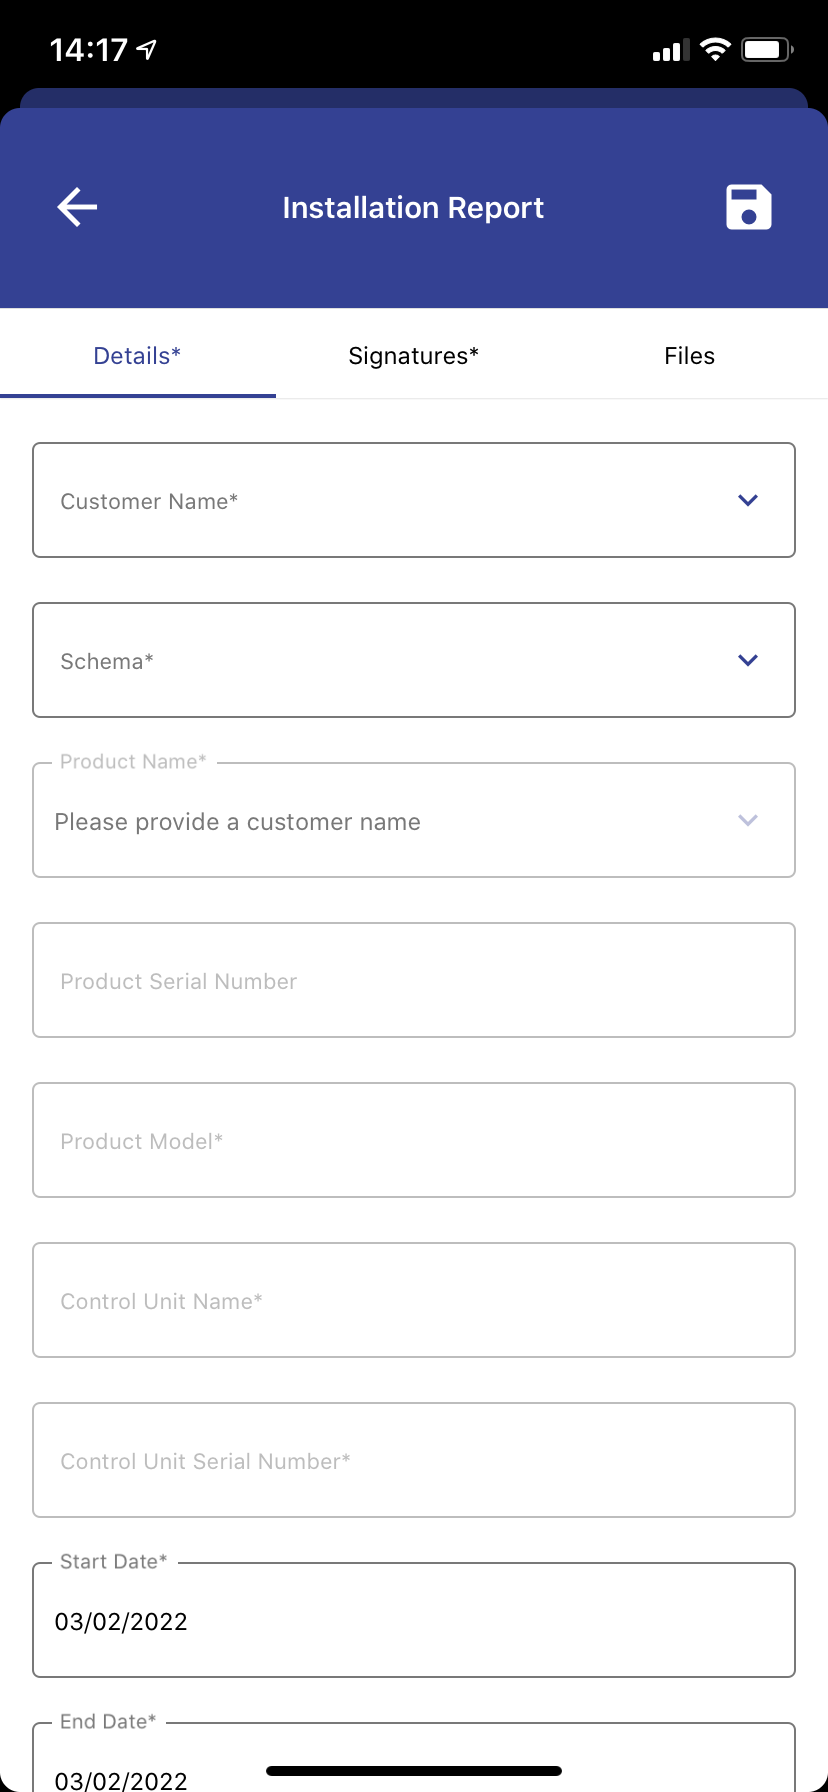 14:17
Installation Report
Details* Signatures* Files
Customer Name*
Schema*
Product Name*
Please provide a customer name
Product Serial Number
Product Model*
Control Unit Name*
Control Unit Serial Number*
Start Date*
03/02/2022
End Date*
03/02/2022